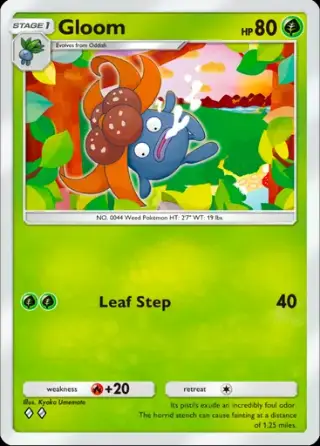 STAGE 1
Gloom
HP 80
Evolves from Oddish
NO. 0044 Weed Pokémon HT: 2'7" WT: 19 lbs.
Leaf Step 40
weakness +20 retreat
Illus. Kyoko Umemoto
Its pistils exude an incredibly foul odor.
The horrid stench can cause fainting at a distance
of 1.25 miles.